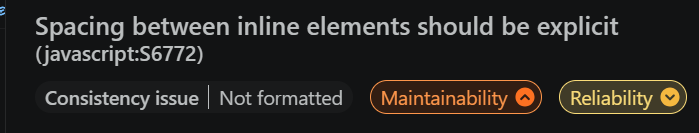 Spacing between inline elements should be explicit
(javascript:S6772)
Consistency issue | Not formatted Maintainability Reliability